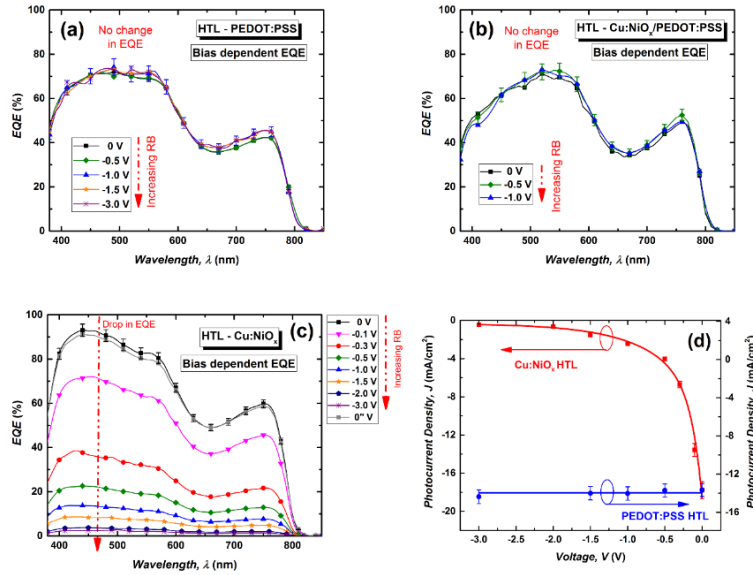 (a)
No change
in EQE
HTL - PEDOT:PSS
Bias dependent EQE
EQE (%)
100
80
60
40
20
0
0 V
-0.5 V
-1.0 V
-1.5 V
-3.0 V
Increasing RB
400 500 600 700 800
Wavelength, λ (nm)
(b)
No change
in EQE
HTL - Cu:NiOx/PEDOT:PSS
Bias dependent EQE
EQE (%)
100
80
60
40
20
0
0 V
-0.5 V
-1.0 V
Increasing RB
400 500 600 700 800
Wavelength, λ (nm)
(c)
Drop in EQE
HTL - Cu:NiOx
Bias dependent EQE
EQE (%)
100
80
60
40
20
0
400 500 600 700 800
Wavelength, λ (nm)
0 V
-0.1 V
-0.3 V
-0.5 V
-1.0 V
-1.5 V
-2.0 V
-3.0 V
0" V
Increasing RB
(d)
Photocurrent Density, J (mA/cm²)
0
-4
-8
-12
-16
-20
Cu:NiOx HTL
PEDOT:PSS HTL
4
0
-4
-8
-12
-14
Photocurrent Density, J (mA/cm²)
-3.0 -2.5 -2.0 -1.5 -1.0 -0.5 0.0
Voltage, V (V)